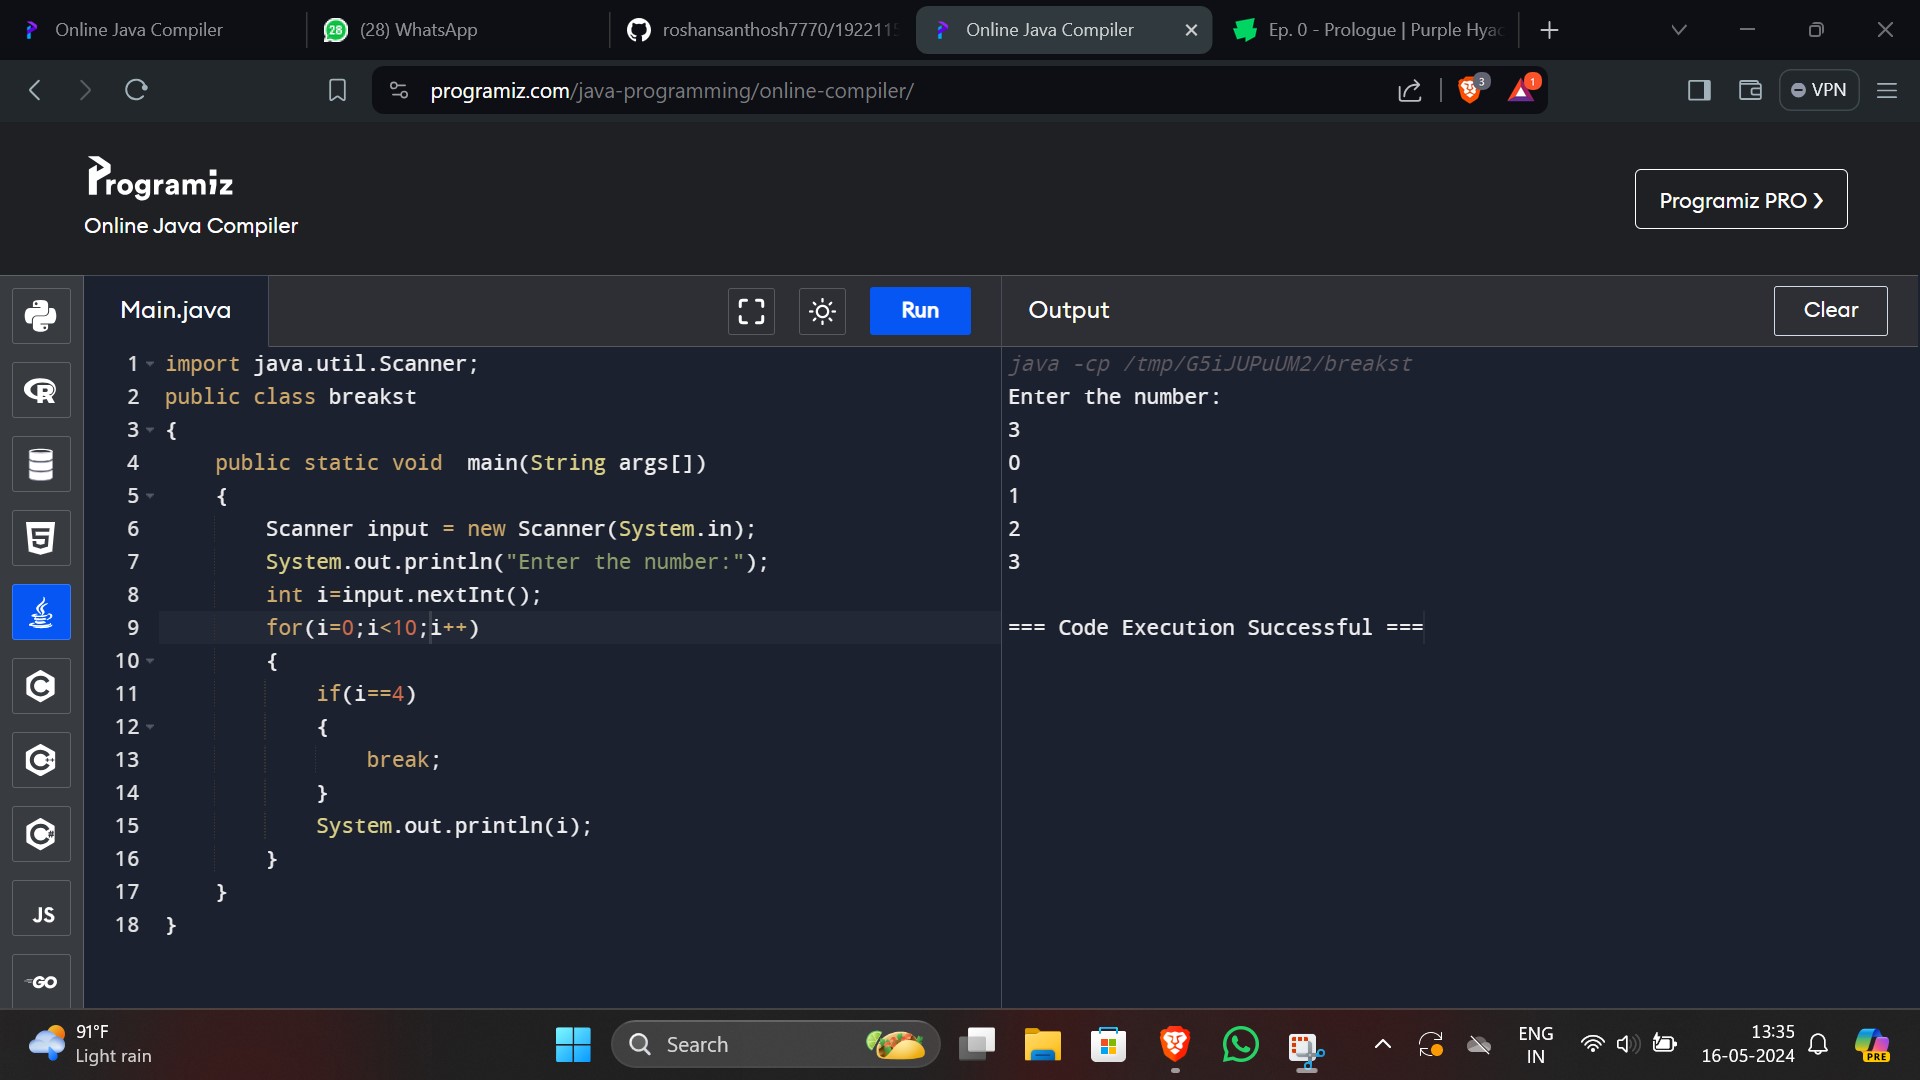 Online Java Compiler
28 (28) WhatsApp
roshansanthosh7770/192211
Online Java Compiler
Ep. 0 - Prologue | Purple Hya
programiz.com/java-programming/online-compiler/
3
1
VPN
Programiz
Online Java Compiler
Programiz PRO ❯
Main.java
Run
Output
Clear
1 import java.util.Scanner;
2 public class breakst
3 {
4 public static void  main(String args[])
5 {
6 Scanner input = new Scanner(System.in);
7 System.out.println("Enter the number:");
8 int i=input.nextInt();
9 for(i=0;i<10;i++)
10 {
11 if(i==4)
12 {
13 break;
14 }
15 System.out.println(i);
16 }
17 }
18 }
java -cp /tmp/G5iJUPuUM2/breakst
Enter the number:
3
0
1
2
3
=== Code Execution Successful ===
R
5
C
C
C#
JS
GO
91°F
Light rain
Search
ENG
IN
13:35
16-05-2024
PRE